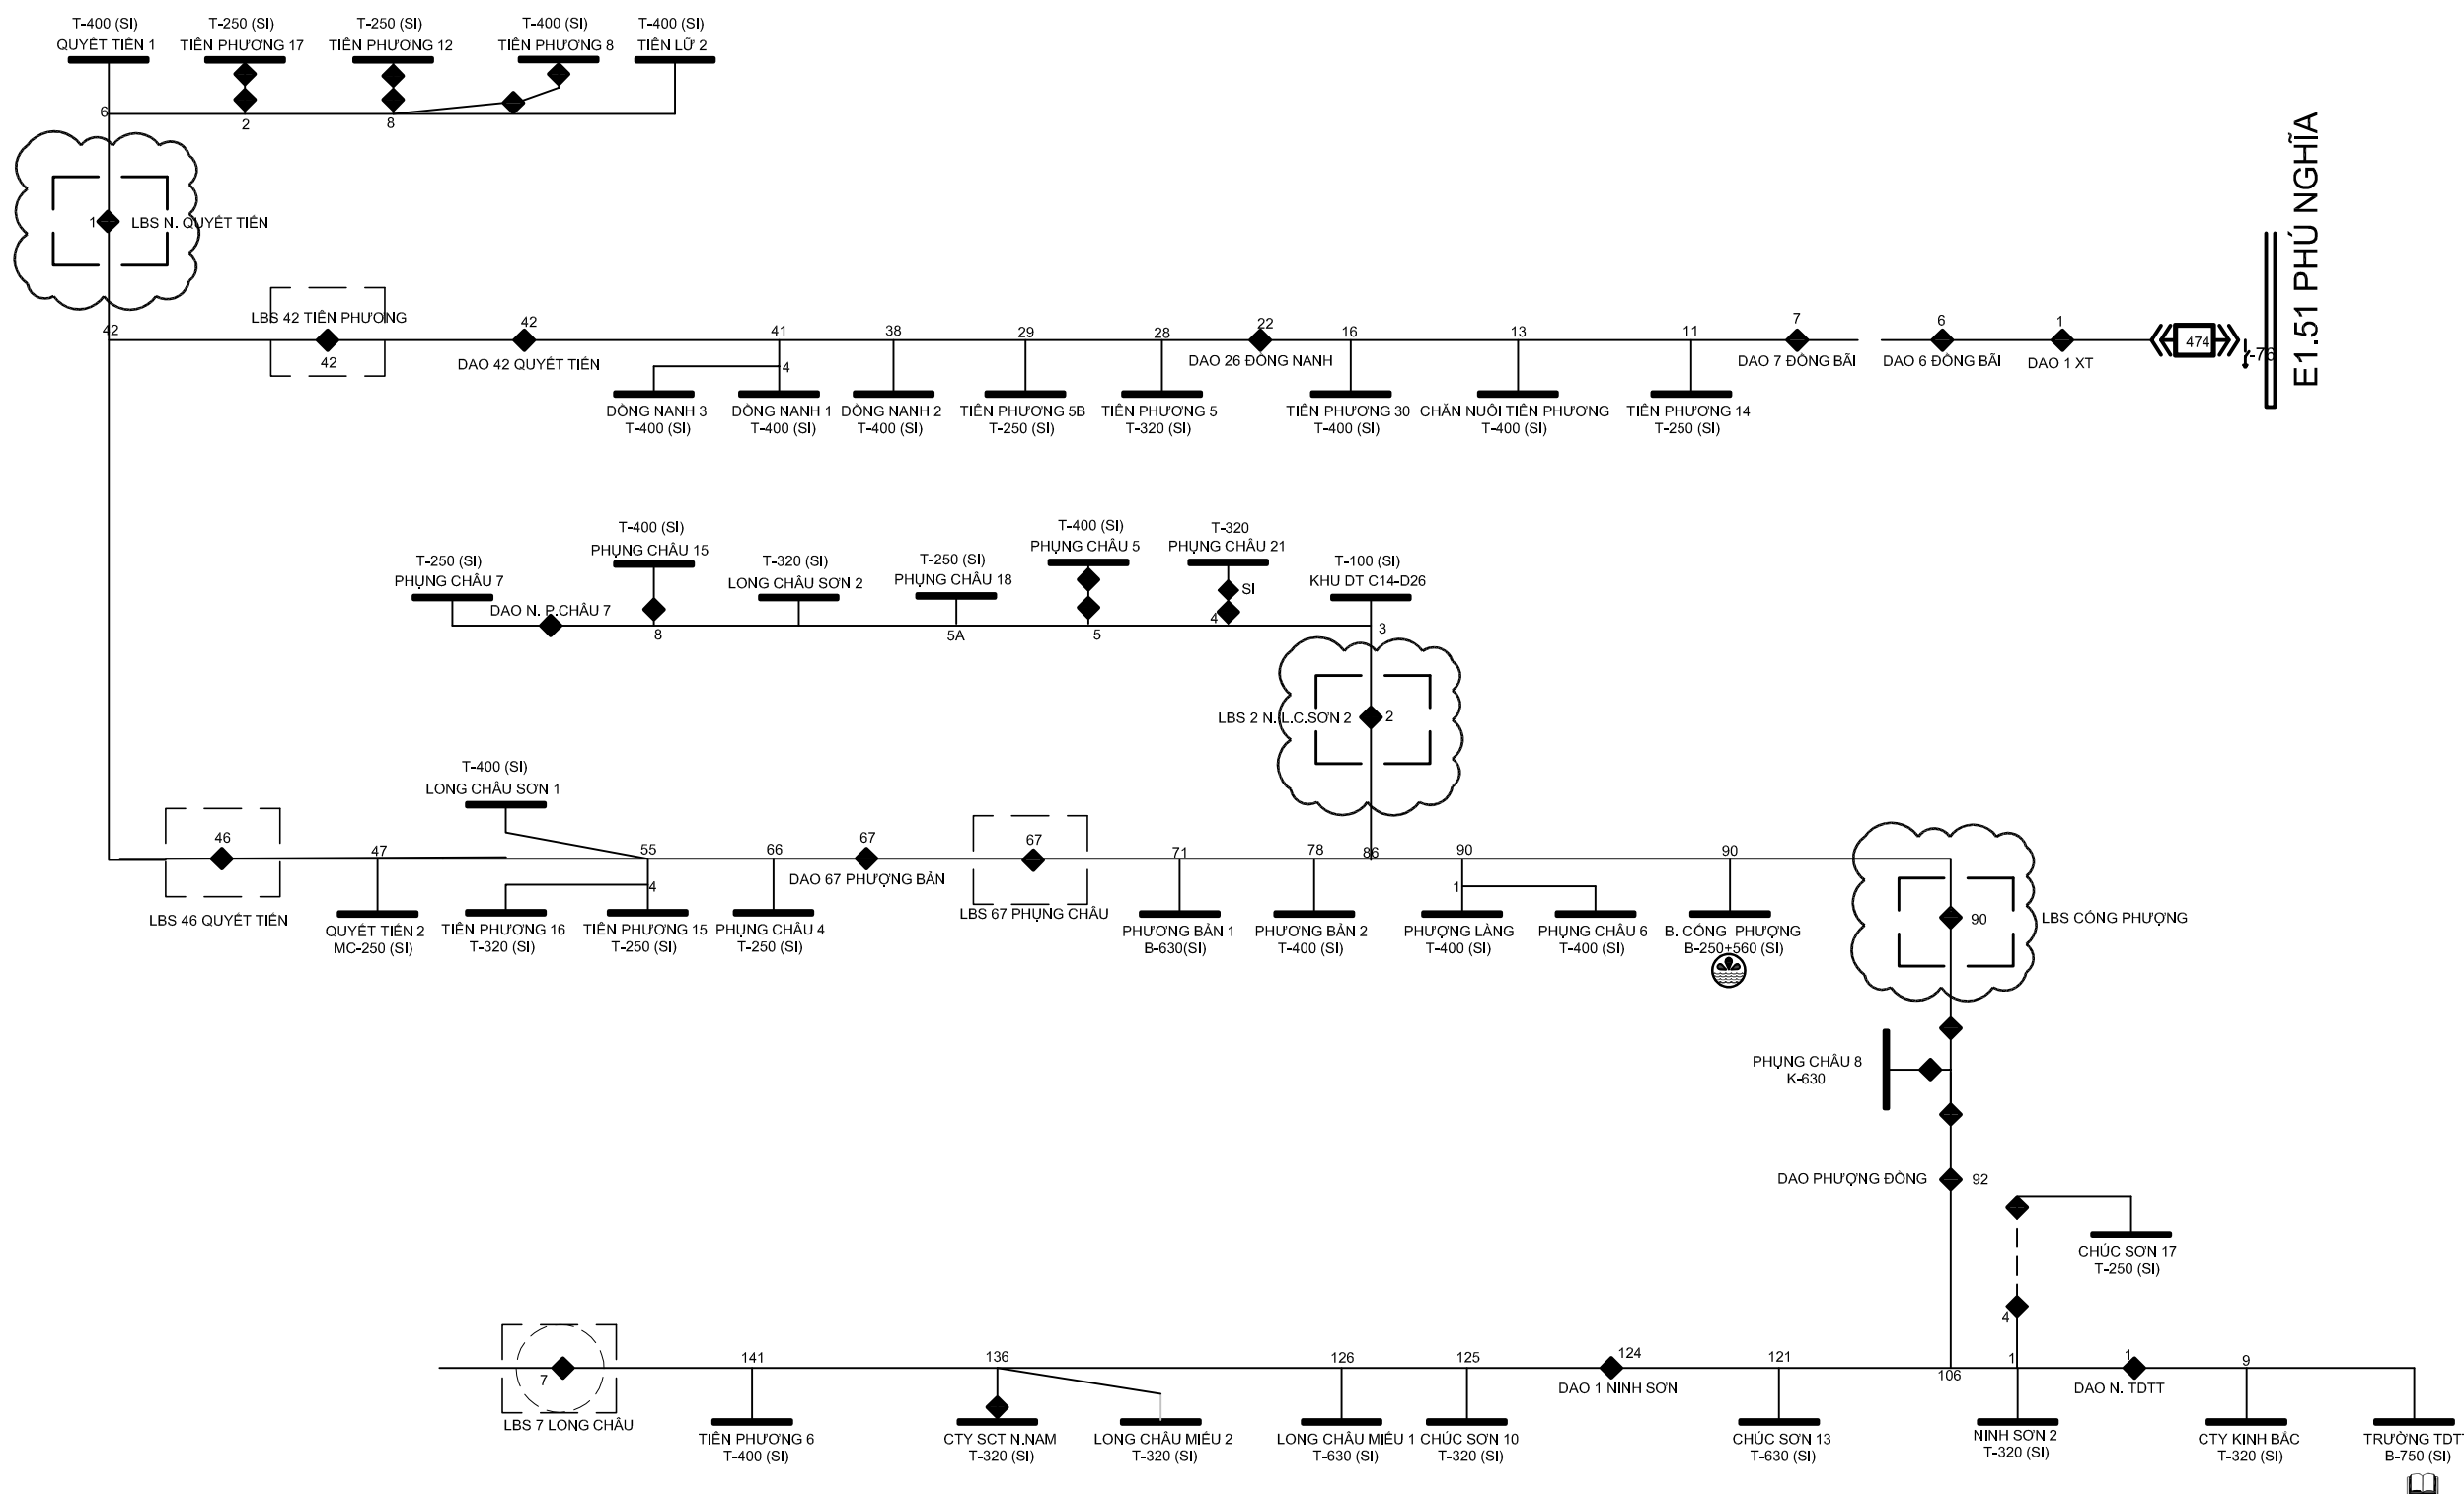 T-400 (SI)
QUYẾT TIẾN 1
T-250 (SI)
TIÊN PHƯƠNG 17
T-250 (SI)
TIÊN PHƯƠNG 12
T-400 (SI)
TIÊN PHƯƠNG 8
T-400 (SI)
TIÊN LỮ 2
6
2
8
1
LBS N. QUYẾT TIẾN
E1.51 PHÚ NGHĨA
42
LBS 42 TIÊN PHƯƠNG
42
42
DAO 42 QUYẾT TIẾN
41
4
38
29
28
22
DAO 26 ĐỒNG NANH
16
13
11
7
DAO 7 ĐỒNG BÃI
6
DAO 6 ĐỒNG BÃI
1
DAO 1 XT
474
-76
ĐỒNG NANH 3
T-400 (SI)
ĐỒNG NANH 1
T-400 (SI)
ĐỒNG NANH 2
T-400 (SI)
TIÊN PHƯƠNG 5B
T-250 (SI)
TIÊN PHƯƠNG 5
T-320 (SI)
TIÊN PHƯƠNG 30
T-400 (SI)
CHĂN NUÔI TIÊN PHƯƠNG
T-400 (SI)
TIÊN PHƯƠNG 14
T-250 (SI)
T-250 (SI)
PHỤNG CHÂU 7
DAO N. P.CHÂU 7
T-400 (SI)
PHỤNG CHÂU 15
T-320 (SI)
LONG CHÂU SƠN 2
T-250 (SI)
PHỤNG CHÂU 18
T-400 (SI)
PHỤNG CHÂU 5
T-320
PHỤNG CHÂU 21
SI
T-100 (SI)
KHU DT C14-D26
8
5A
5
4
3
LBS 2 N. L.C.SƠN 2
2
T-400 (SI)
LONG CHÂU SƠN 1
46
LBS 46 QUYẾT TIẾN
47
55
4
66
67
DAO 67 PHƯỢNG BẢN
67
LBS 67 PHỤNG CHÂU
71
78
86
90
1
90
90
LBS CÔNG PHƯỢNG
QUYẾT TIẾN 2
MC-250 (SI)
TIÊN PHƯƠNG 16
T-320 (SI)
TIÊN PHƯƠNG 15
T-250 (SI)
PHỤNG CHÂU 4
T-250 (SI)
PHƯƠNG BẢN 1
B-630(SI)
PHƯƠNG BẢN 2
T-400 (SI)
PHƯỢNG LÀNG
T-400 (SI)
PHỤNG CHÂU 6
T-400 (SI)
B. CỐNG PHƯỢNG
B-250+560 (SI)
PHỤNG CHÂU 8
K-630
DAO PHƯỢNG ĐỒNG
92
CHÚC SƠN 17
T-250 (SI)
4
7
LBS 7 LONG CHÂU
141
136
126
125
124
DAO 1 NINH SƠN
121
106
1
1
DAO N. TDTT
9
TIÊN PHƯƠNG 6
T-400 (SI)
CTY SCT N.NAM
T-320 (SI)
LONG CHÂU MIẾU 2
T-320 (SI)
LONG CHÂU MIẾU 1
T-630 (SI)
CHÚC SƠN 10
T-320 (SI)
CHÚC SƠN 13
T-630 (SI)
NINH SƠN 2
T-320 (SI)
CTY KINH BẮC
T-320 (SI)
TRƯỜNG TDT
B-750 (SI)